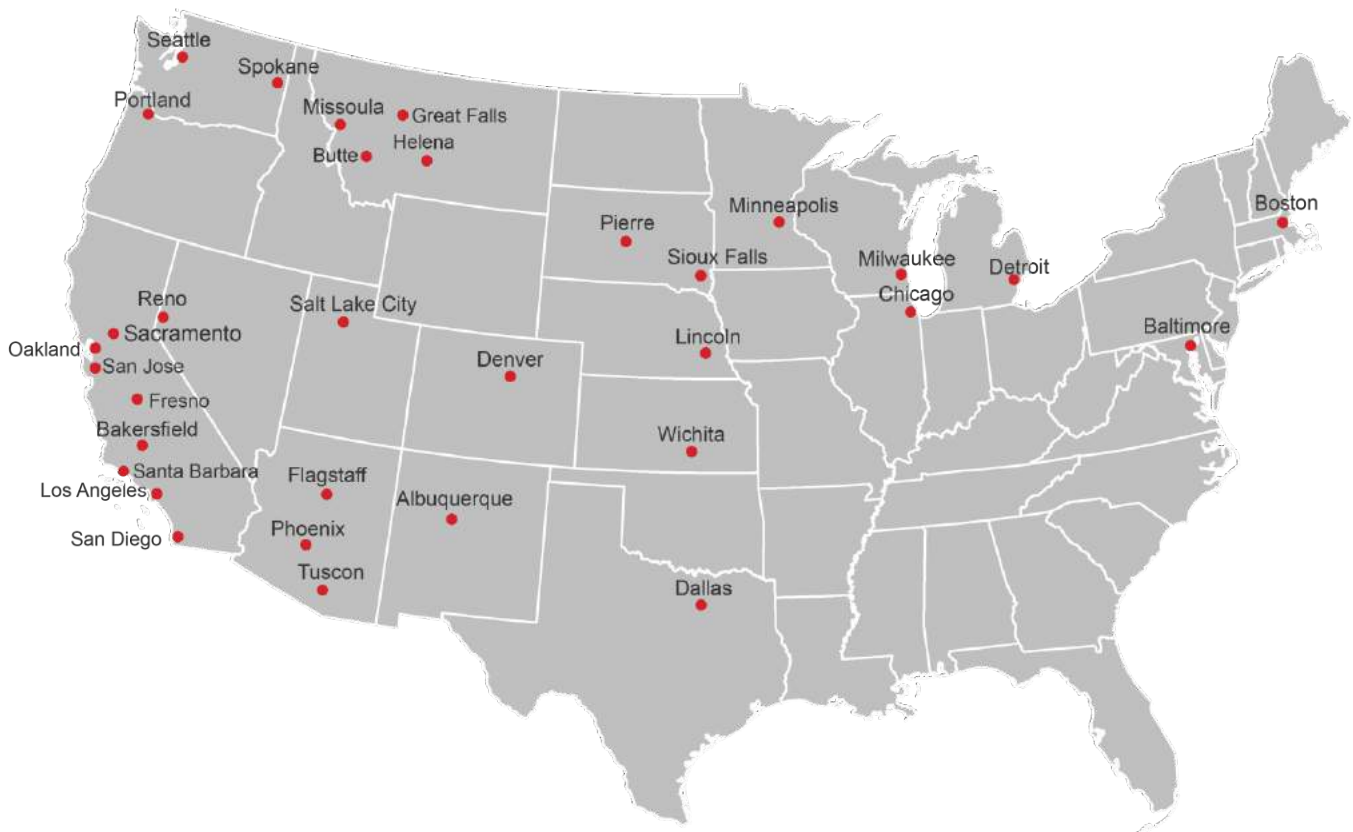 Seattle
Spokane
Portland
Missoula
Great Falls
Butte
Helena
Pierre
Minneapolis
Boston
Sioux Falls
Milwaukee
Detroit
Chicago
Reno
Salt Lake City
Sacramento
Oakland
San Jose
Lincoln
Baltimore
Denver
Fresno
Bakersfield
Wichita
Santa Barbara
Los Angeles
Flagstaff
Albuquerque
San Diego
Phoenix
Tuscon
Dallas